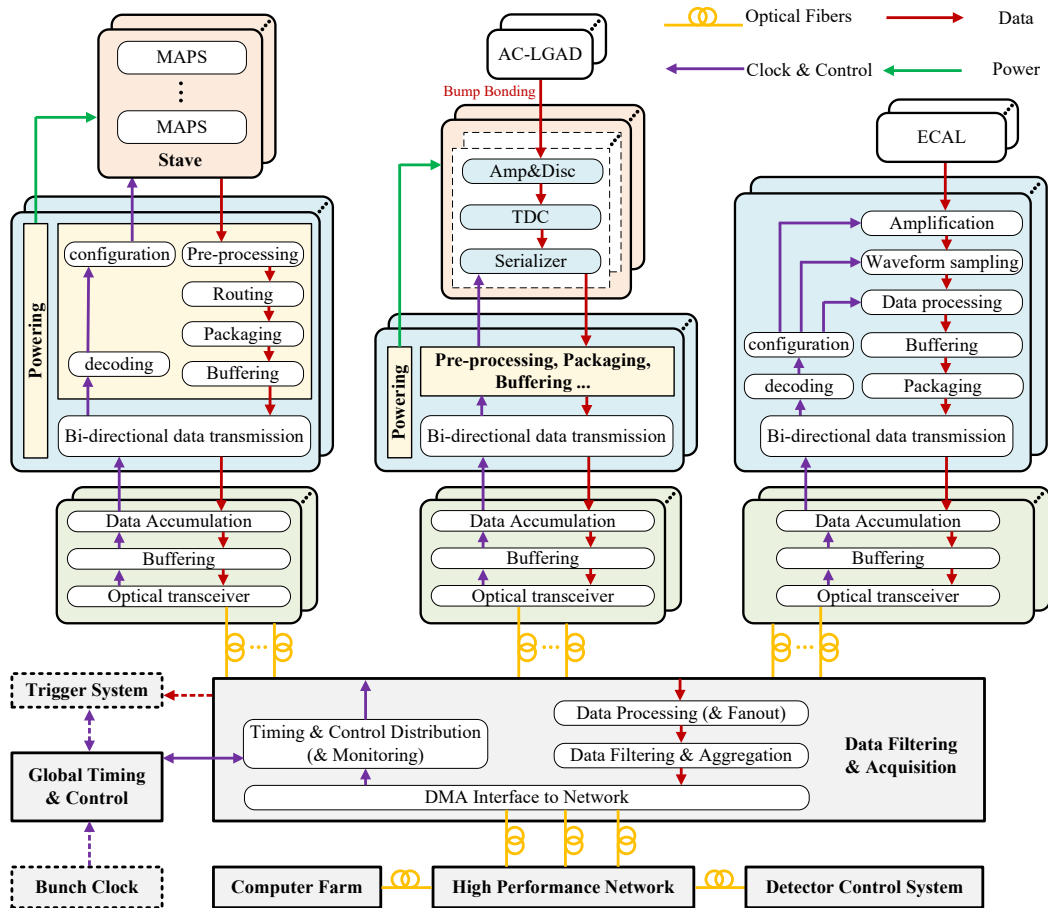 Optical Fibers
Data
Clock & Control
Power
MAPS
MAPS
Stave
Powering
configuration
decoding
Pre-processing
Routing
Packaging
Buffering
Bi-directional data transmission
Data Accumulation
Buffering
Optical transceiver
AC-LGAD
Bump Bonding
Amp&Disc
TDC
Serializer
Powering
Pre-processing, Packaging,
Buffering ...
Bi-directional data transmission
Data Accumulation
Buffering
Optical transceiver
ECAL
Amplification
Waveform sampling
Data processing
Buffering
Packaging
configuration
decoding
Bi-directional data transmission
Data Accumulation
Buffering
Optical transceiver
Trigger System
Global Timing
& Control
Bunch Clock
Timing & Control Distribution
(& Monitoring)
Data Processing (& Fanout)
Data Filtering & Aggregation
DMA Interface to Network
Data Filtering
& Acquisition
Computer Farm
High Performance Network
Detector Control System